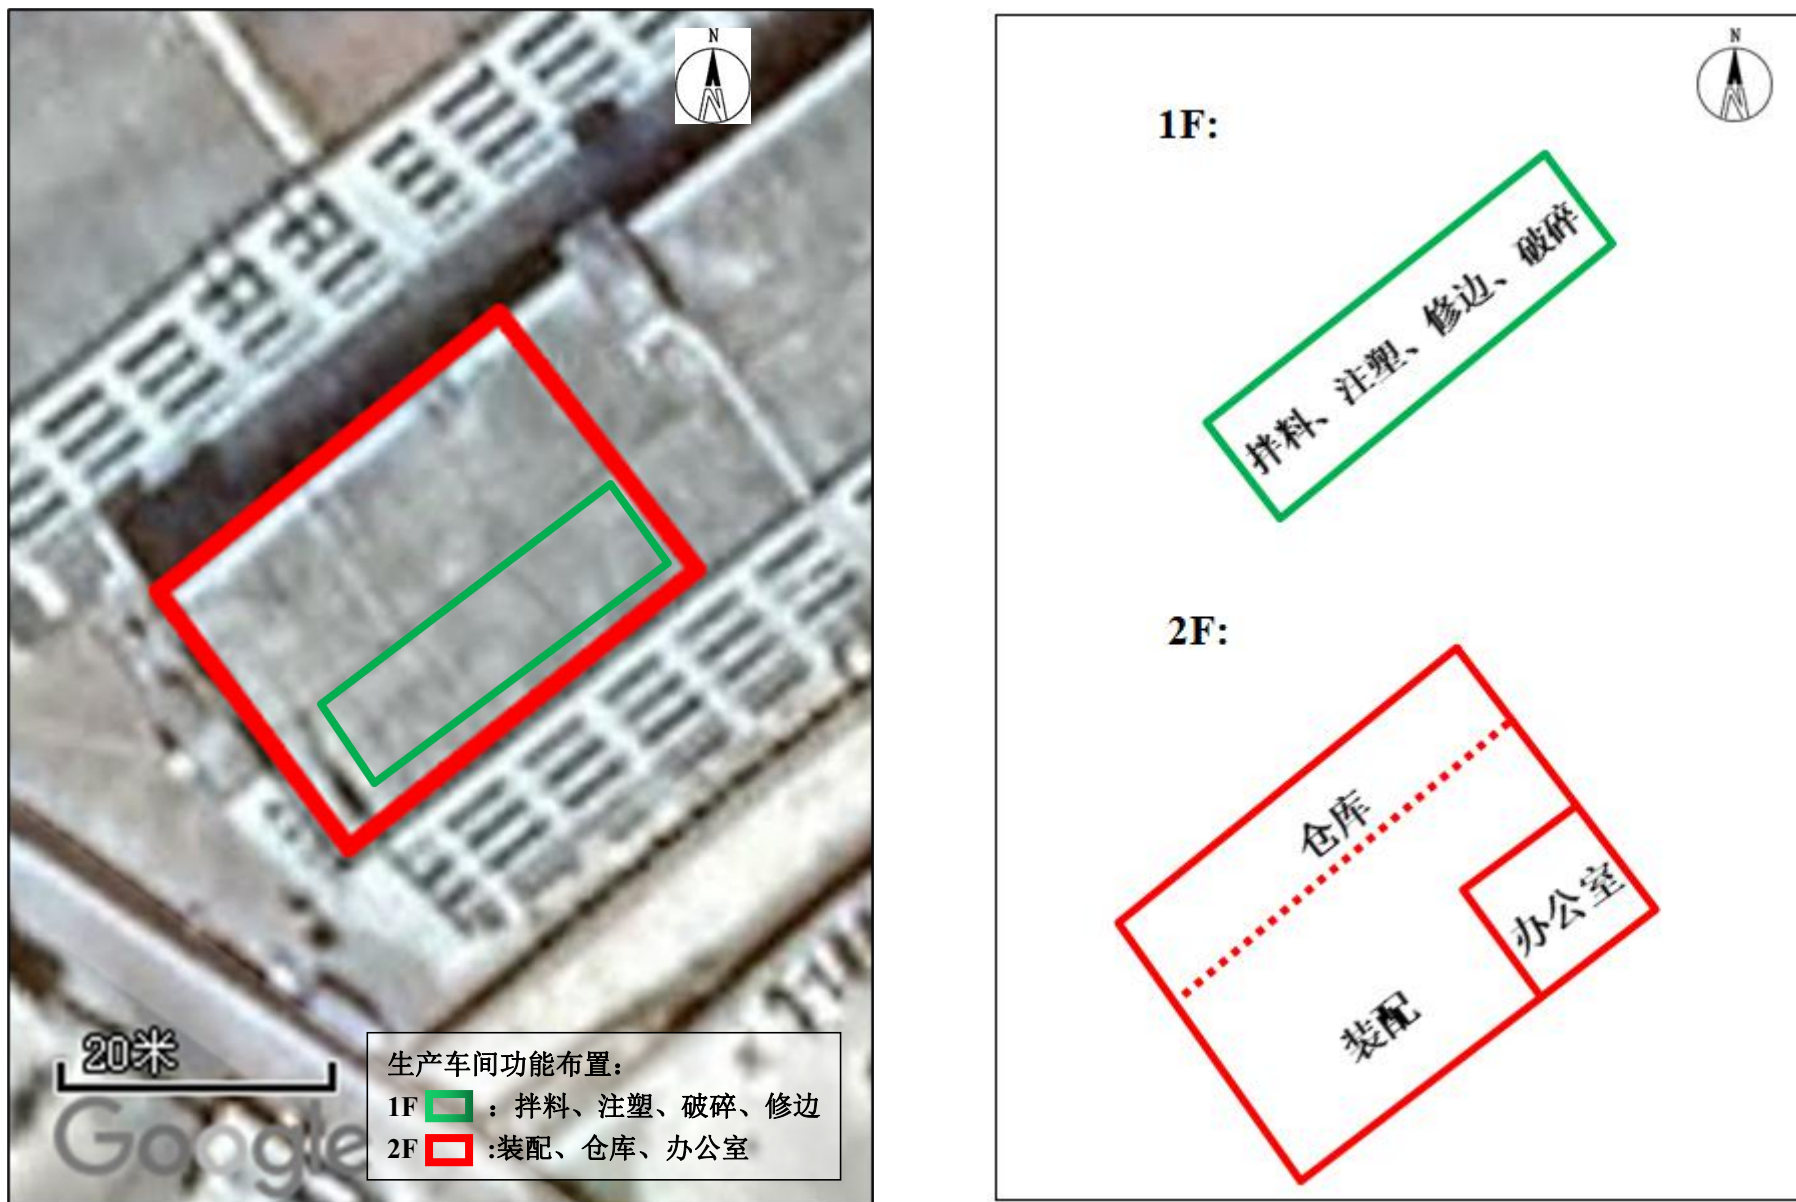 N
20米
Google
生产车间功能布置：
1F ：拌料、注塑、破碎、修边
2F :装配、仓库、办公室
N
1F:
拌料、注塑、修边、破碎
2F:
仓库
办公室
装配